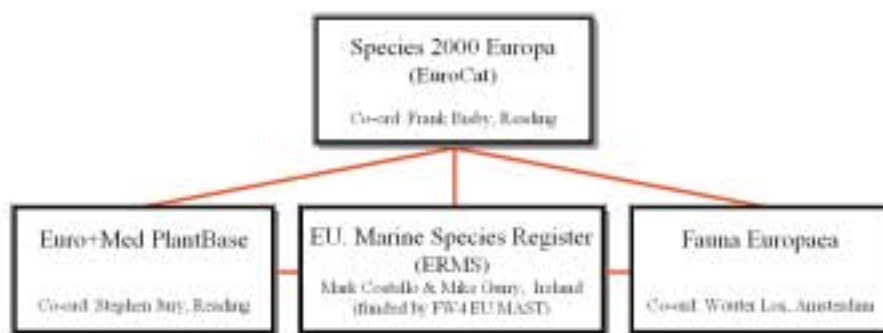 Species 2000 Europa
(EuroCat)
Co-ord: Frank Bisby, Reading
Euro+Med PlantBase
Co-ord: Stephen Jury, Reading
EU. Marine Species Register
(ERMS)
Mark Costello & Mike Ireland
(funded by FW4 EU MAST)
Fauna Europaea
Co-ord: Wouter Los, Amsterdam